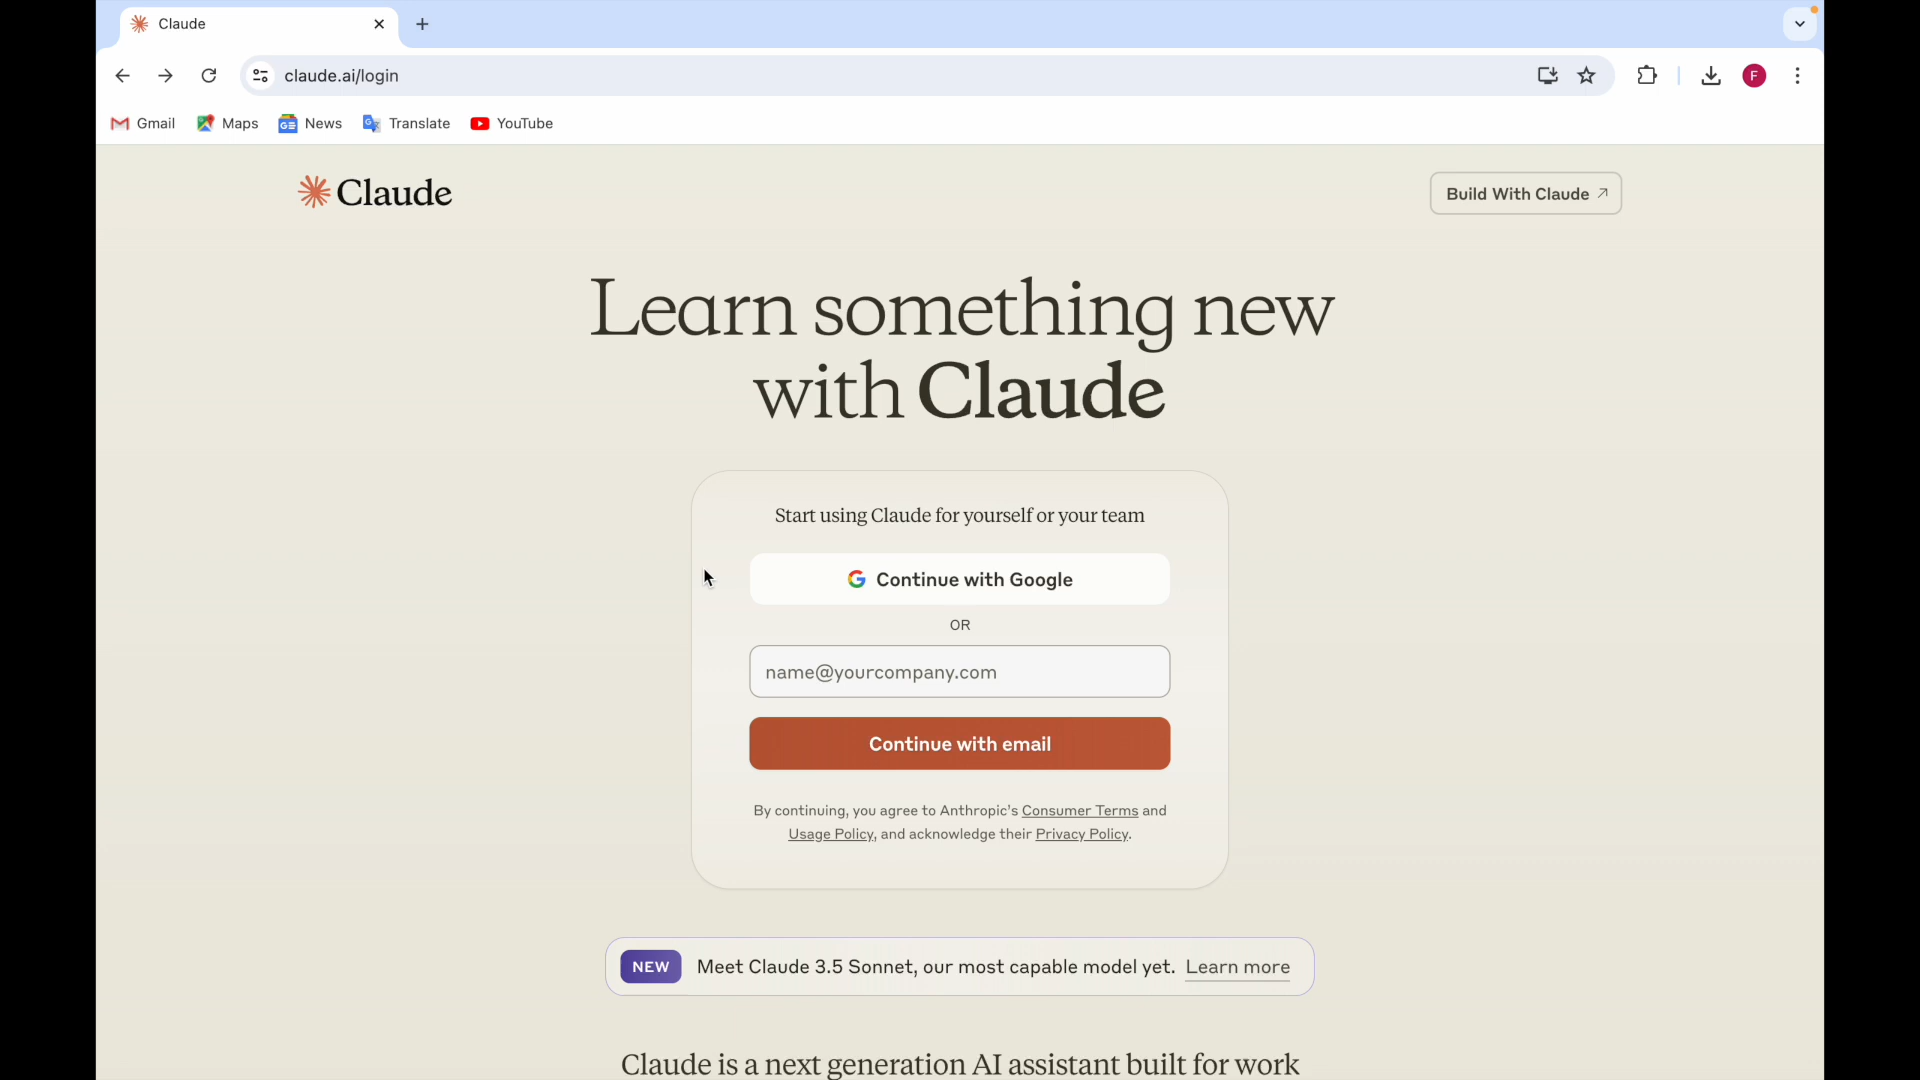 Claude
claude.ai/login
F
Gmail
Maps
News
Translate
YouTube
Claude
Build With Claude
Learn something new
with Claude
Start using Claude for yourself or your team
Continue with Google
OR
name@yourcompany.com
Continue with email
By continuing, you agree to Anthropic's Consumer Terms and
Usage Policy, and acknowledge their Privacy Policy.
NEW Meet Claude 3.5 Sonnet, our most capable model yet. Learn more
Claude is a next generation AI assistant built for work